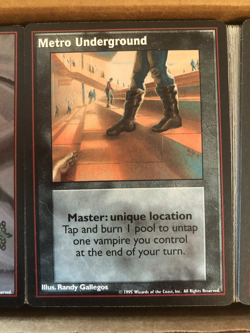 Metro Underground
Master: unique location
Tap and burn 1 pool to untap
one vampire you control
at the end of your turn.
Illus. Randy Gallegos
© 1995 Wizards of the Coast, Inc. All Rights Reserved.